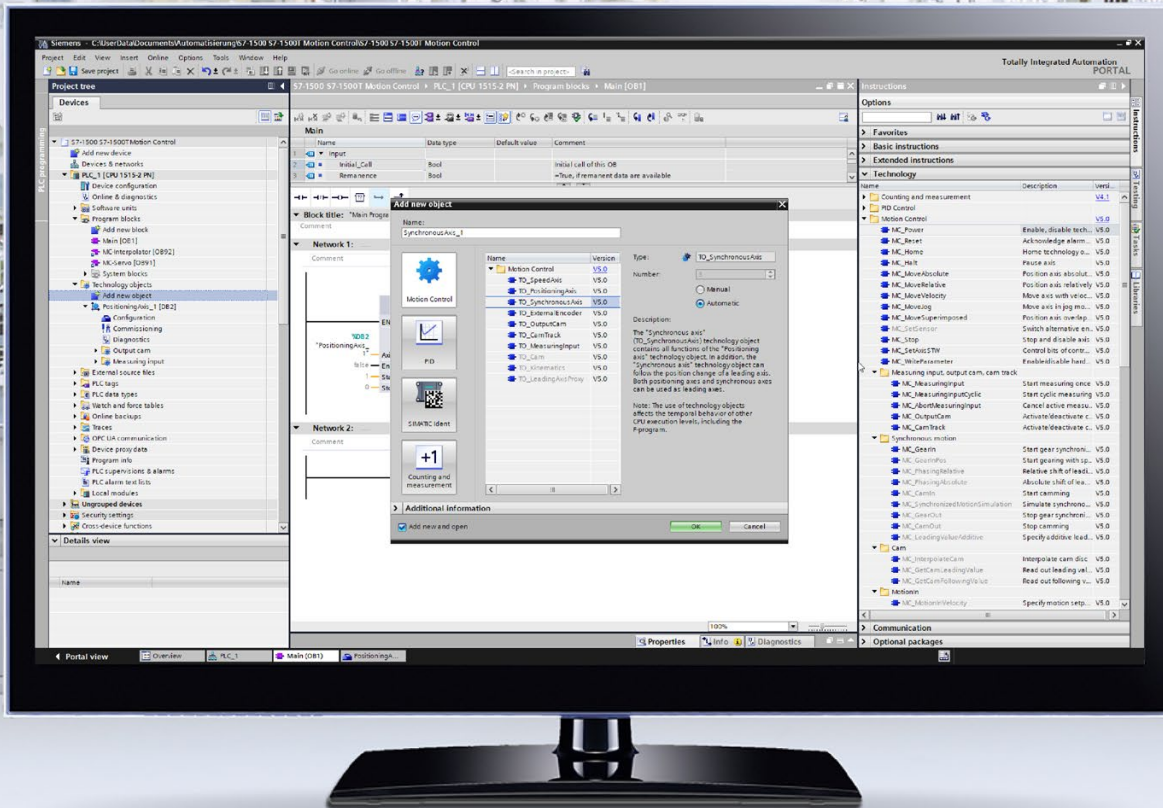 Siemens - C:\UserData\Documents\Automatisierung\S7-1500 S7-1500T Motion Control\S7-1500 S7-1500T Motion Control
Project Edit View Insert Online Options Tools Window Help
Totally Integrated Automation
PORTAL
Save project
Go online Go offline
<Search in project>
Project tree
Devices
PLC programming
S7-1500 S7-1500T Motion Control
Add new device
Devices & networks
PLC_1 [CPU 1515-2 PN]
Device configuration
Online & diagnostics
Software units
Program blocks
Add new block
Main [OB1]
MC-Interpolator [OB92]
MC-Servo [OB91]
System blocks
Technology objects
Add new object
PositioningAxis_1 [DB2]
Configuration
Commissioning
Diagnostics
Output cam
Measuring input
External source files
PLC tags
PLC data types
Watch and force tables
Online backups
Traces
OPC UA communication
Device proxy data
Program info
PLC supervisions & alarms
PLC alarm text lists
Local modules
Ungrouped devices
Security settings
Cross-device functions
Details view
Name
S7-1500 S7-1500T Motion Control PLC_1 [CPU 1515-2 PN] Program blocks Main [OB1]
Main
Name Data type Default value Comment
1 Input
2 Initial_Call Bool Initial call of this OB
3 Remanence Bool =True, if remanent data are available
Block title: "Main Progra
Comment
Network 1:
Comment
EN
%DB2
"PositioningAxis_
1"
false
1
0
Network 2:
Comment
100%
Properties Info Diagnostics
Add new object
Name:
SynchronousAxis_1
Motion Control
PID
SIMATIC Ident
+1
Counting and
measurement
Name Version
Motion Control V5.0
TO_SpeedAxis V5.0
TO_PositioningAxis V5.0
TO_SynchronousAxis V5.0
TO_ExternalEncoder V5.0
TO_OutputCam V5.0
TO_CamTrack V5.0
TO_MeasuringInput V5.0
TO_Cam V5.0
TO_Kinematics V5.0
TO_LeadingAxisProxy V5.0
Type: TO_SynchronousAxis
Number:
Manual
Automatic
Description:
The "Synchronous axis"
(TO_SynchronousAxis) technology object
contains all functions of the "Positioning
axis" technology object. In addition, the
"Synchronous axis" technology object can
follow the position change of a leading axis.
Both positioning axes and synchronous axes
can be used as leading axes.
Note: The use of technology objects
affects the temporal behavior of other
CPU execution levels, including the
F-program.
Additional information
Add new and open
OK Cancel
Instructions
Options
Favorites
Basic instructions
Extended instructions
Technology
Name Description Versi...
Counting and measurement V4.1
PID Control
Motion Control V5.0
MC_Power Enable, disable tech... V5.0
MC_Reset Acknowledge alarm... V5.0
MC_Home Home technology o... V5.0
MC_Halt Pause axis V5.0
MC_MoveAbsolute Position axis absolut... V5.0
MC_MoveRelative Position axis relatively V5.0
MC_MoveVelocity Move axis with veloc... V5.0
MC_MoveJog Move axis in jog mo... V5.0
MC_MoveSuperimposed Position axis overlap... V5.0
MC_SetSensor Switch alternative en... V5.0
MC_Stop Stop and disable axis V5.0
MC_SetAxisSTW Control bits of contr... V5.0
MC_WriteParameter Enable/disable hard... V5.0
Measuring input, output cam, cam track
MC_MeasuringInput Start measuring once V5.0
MC_MeasuringInputCyclic Start cyclic measuring V5.0
MC_AbortMeasuringInput Cancel active measu... V5.0
MC_OutputCam Activate/deactivate c... V5.0
MC_CamTrack Activate/deactivate c... V5.0
Synchronous motion
MC_GearIn Start gear synchroni... V5.0
MC_GearInPos Start gearing with sp... V5.0
MC_PhasingRelative Relative shift of leadi... V5.0
MC_PhasingAbsolute Absolute shift of lea... V5.0
MC_CamIn Start camming V5.0
MC_SynchronizedMotionSimulation Simulate synchrono... V5.0
MC_GearOut Stop gear synchroni... V5.0
MC_CamOut Stop camming V5.0
MC_LeadingValueAdditive Specify additive lead... V5.0
Cam
MC_InterpolateCam Interpolate cam disc V5.0
MC_GetCamLeadingValue Read out leading val... V5.0
MC_GetCamFollowingValue Read out following v... V5.0
MotionIn
MC_MotionInVelocity Specify motion setp... V5.0
Communication
Optional packages
Instructions
Testing
Tasks
Libraries
Portal view Overview PLC_1 Main (OB1) PositioningA...